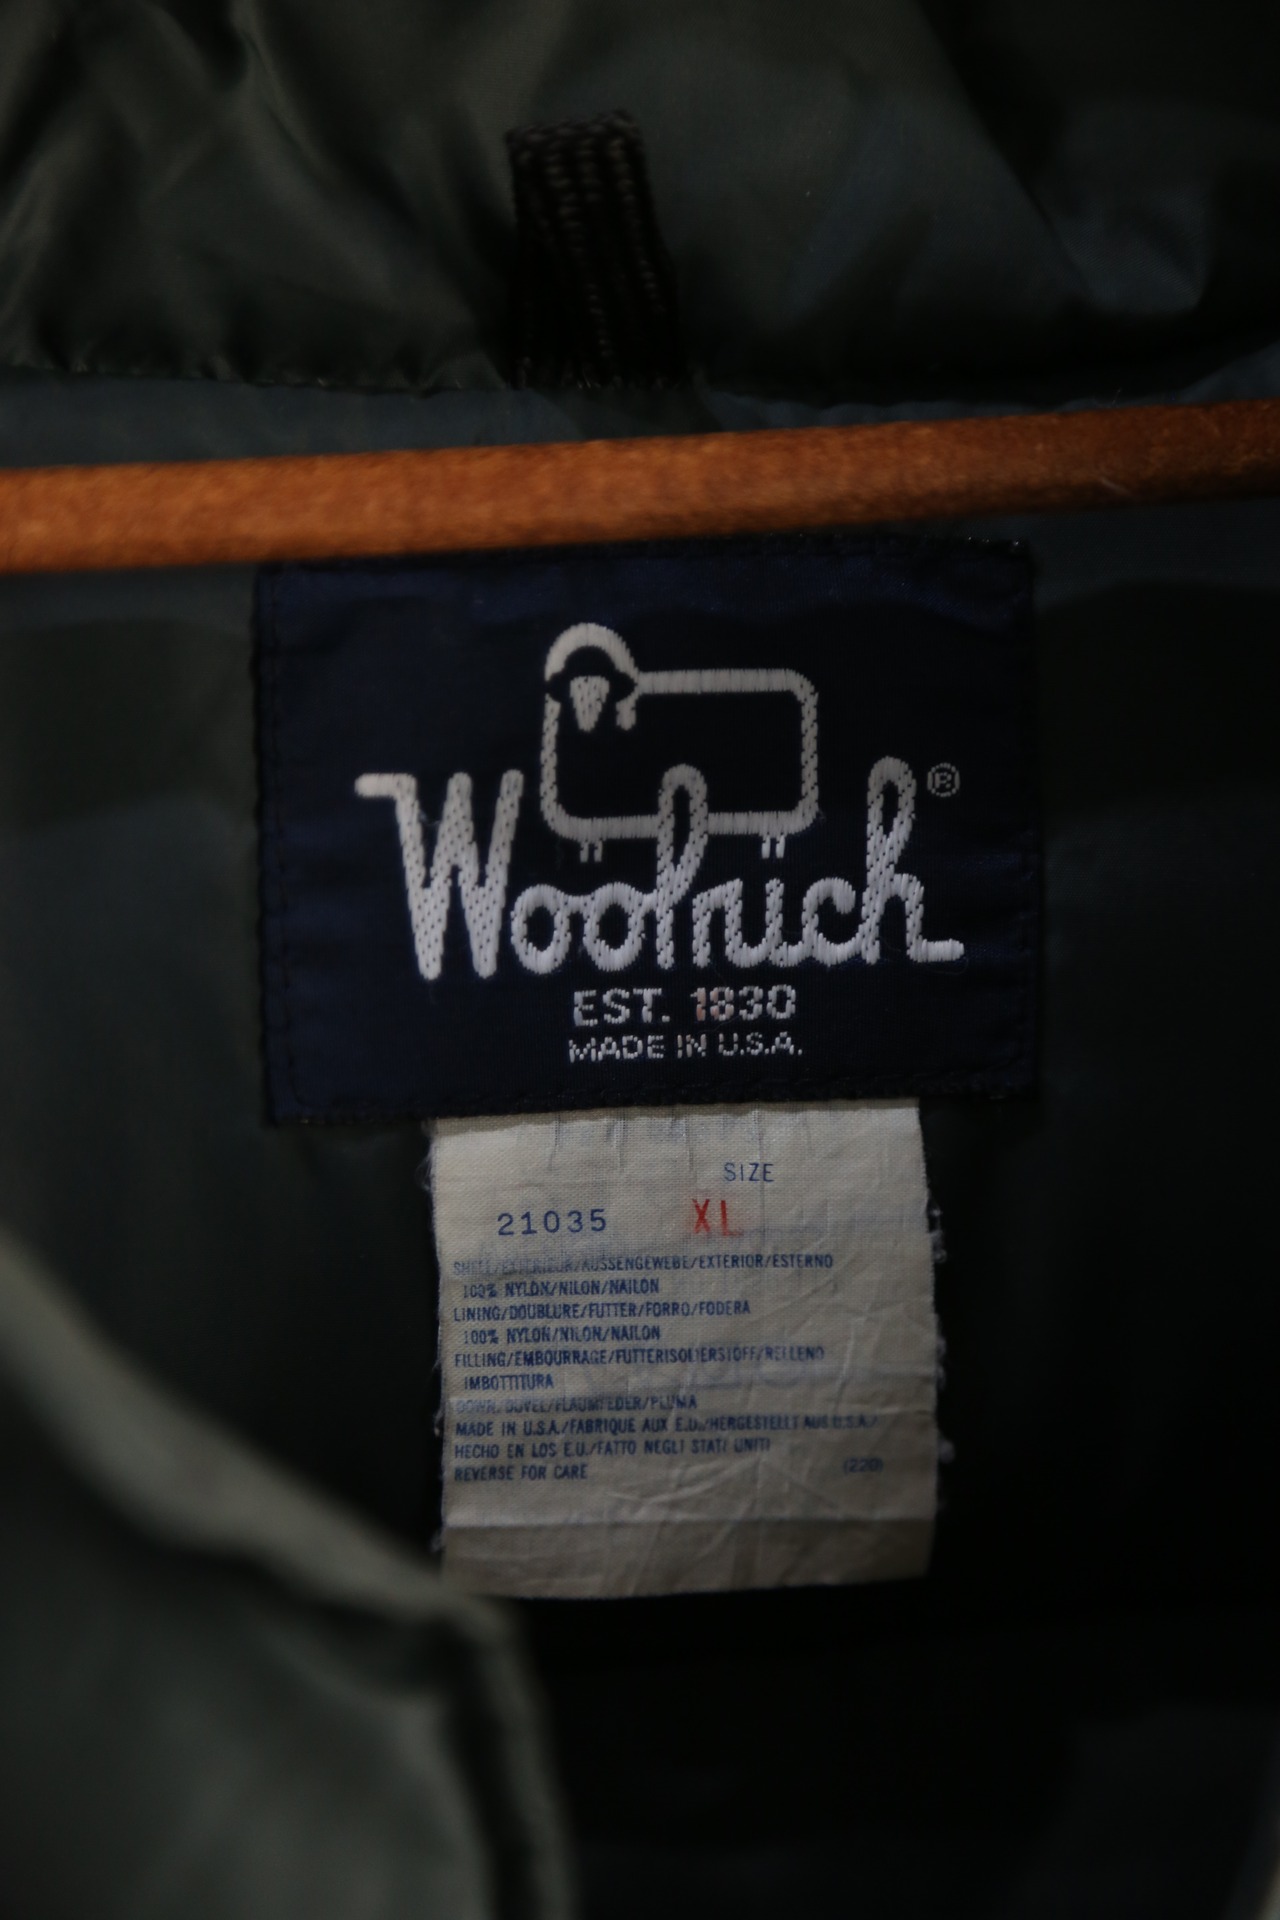 Woolrich®
EST. 1830
MADE IN U.S.A.
SIZE
21035 XL
SHELL/EXTERIEUR/AUSSENGEWEBE/EXTERIOR/ESTERNO
100% NYLON/NILON/NAILON
LINING/DOUBLURE/FUTTER/FORRO/FODERA
100% NYLON/NILON/NAILON
FILLING/EMBOURRAGE/FUTTERISOLIERSTOFF/RELLENO
IMBOTTITURA
DOWN/DUVET/FLAUMFEDER/PLUMA
MADE IN U.S.A./FABRIQUE AUX E.U./HERGESTELLT AUS U.S.A./
HECHO EN LOS E.U./FATTO NEGLI STATI UNITI
REVERSE FOR CARE (220)